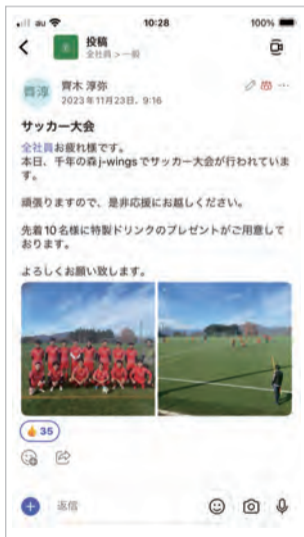 au
10:28
100%
投稿
全社員 > 一般
齊淳
齊木 淳弥
2023年11月23日、9:16
サッカー大会
全社員お疲れ様です。
本日、千年の森j-wingsでサッカー大会が行われていま
す。
頑張りますので、是非応援にお越しください。
先着10名様に特製ドリンクのプレゼントがご用意して
おります。
よろしくお願い致します。
35
返信